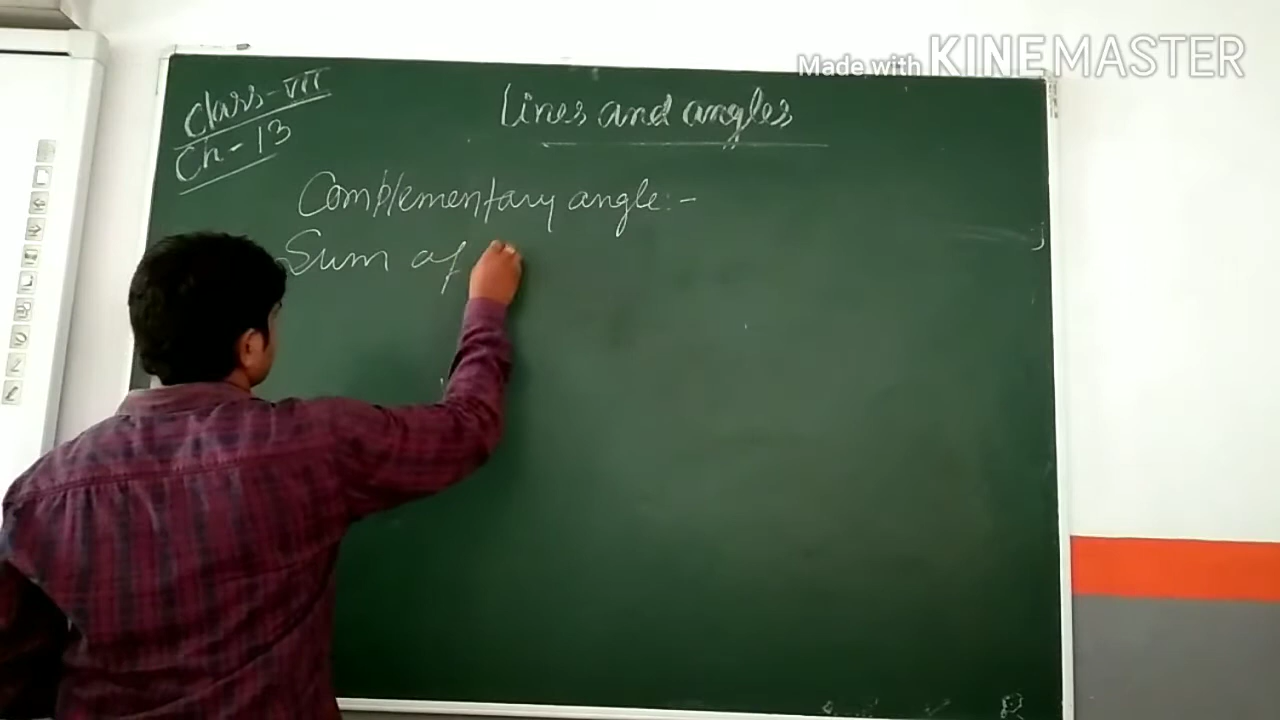 Made with KINEMASTER
Class-VII
Ch-13
Lines and angles
Complementary angle:-
Sum of